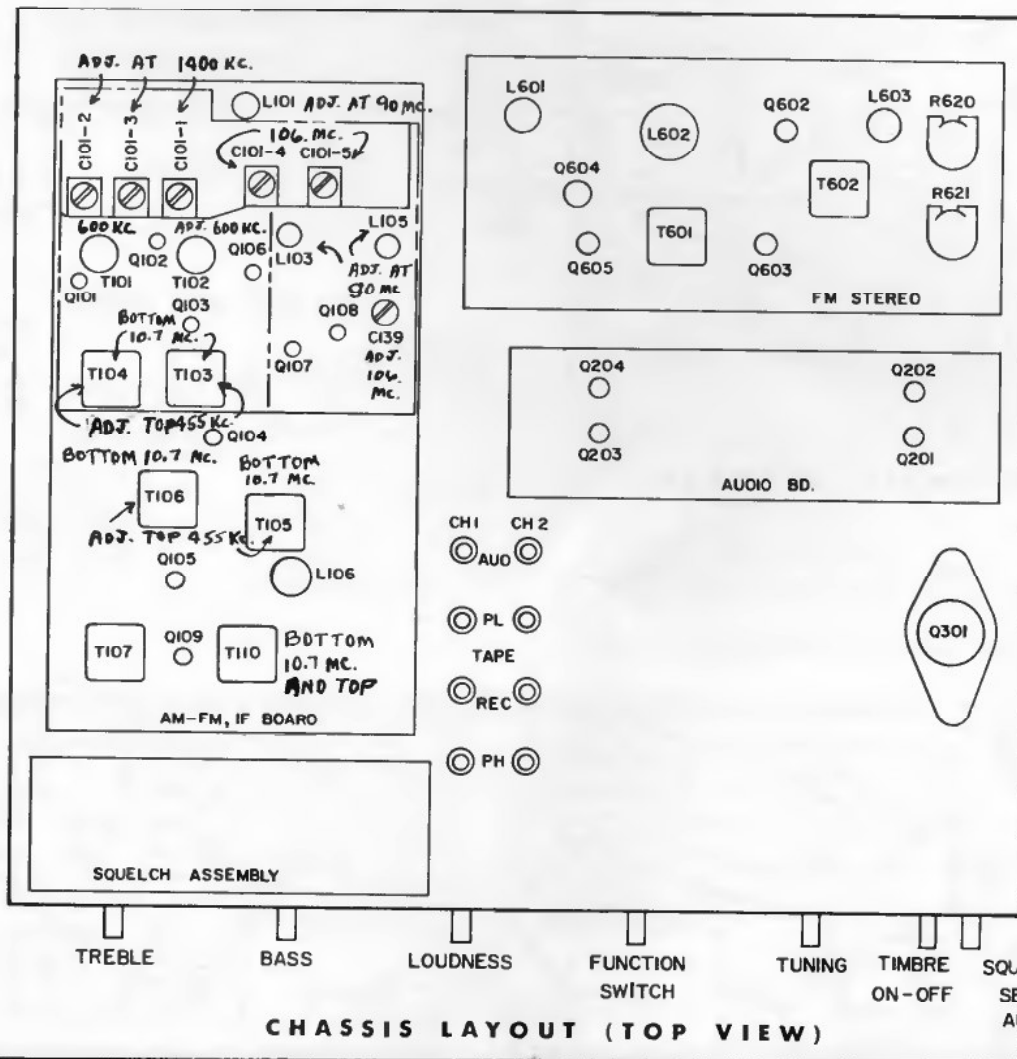 ADJ. AT 1400 KC.
C101-2
C101-3
C101-1
L101 ADJ. AT 90 MC.
106. MC.
C101-4 C101-5
600 KC ADJ. 600 KC.
Q101
T101
Q102
T102
Q106
L103
L105
ADJ. AT
90 MC
Q103
BOTTOM
10.7 MC.
Q108
C139
ADJ.
106.
MC.
Q107
T104 T103
ADJ. TOP 455 KC.
Q104
BOTTOM 10.7 MC.
T106
BOTTOM
10.7 MC.
T105
ADJ. TOP 455 KC.
Q105
L106
T107
Q109
T110
BOTTOM
10.7 MC.
AND TOP
AM-FM, IF BOARD
SQUELCH ASSEMBLY
L601
L602
Q602
L603
R620
Q604
T602
R621
T601
Q605
Q603
FM STEREO
Q204 Q202
Q203 Q201
AUDIO BD.
CH1 CH2
AUO
PL
TAPE
REC
PH
Q301
TREBLE
BASS
LOUDNESS
FUNCTION
SWITCH
TUNING
TIMBRE
ON-OFF
SQU
SE
AU
CHASSIS LAYOUT (TOP VIEW)